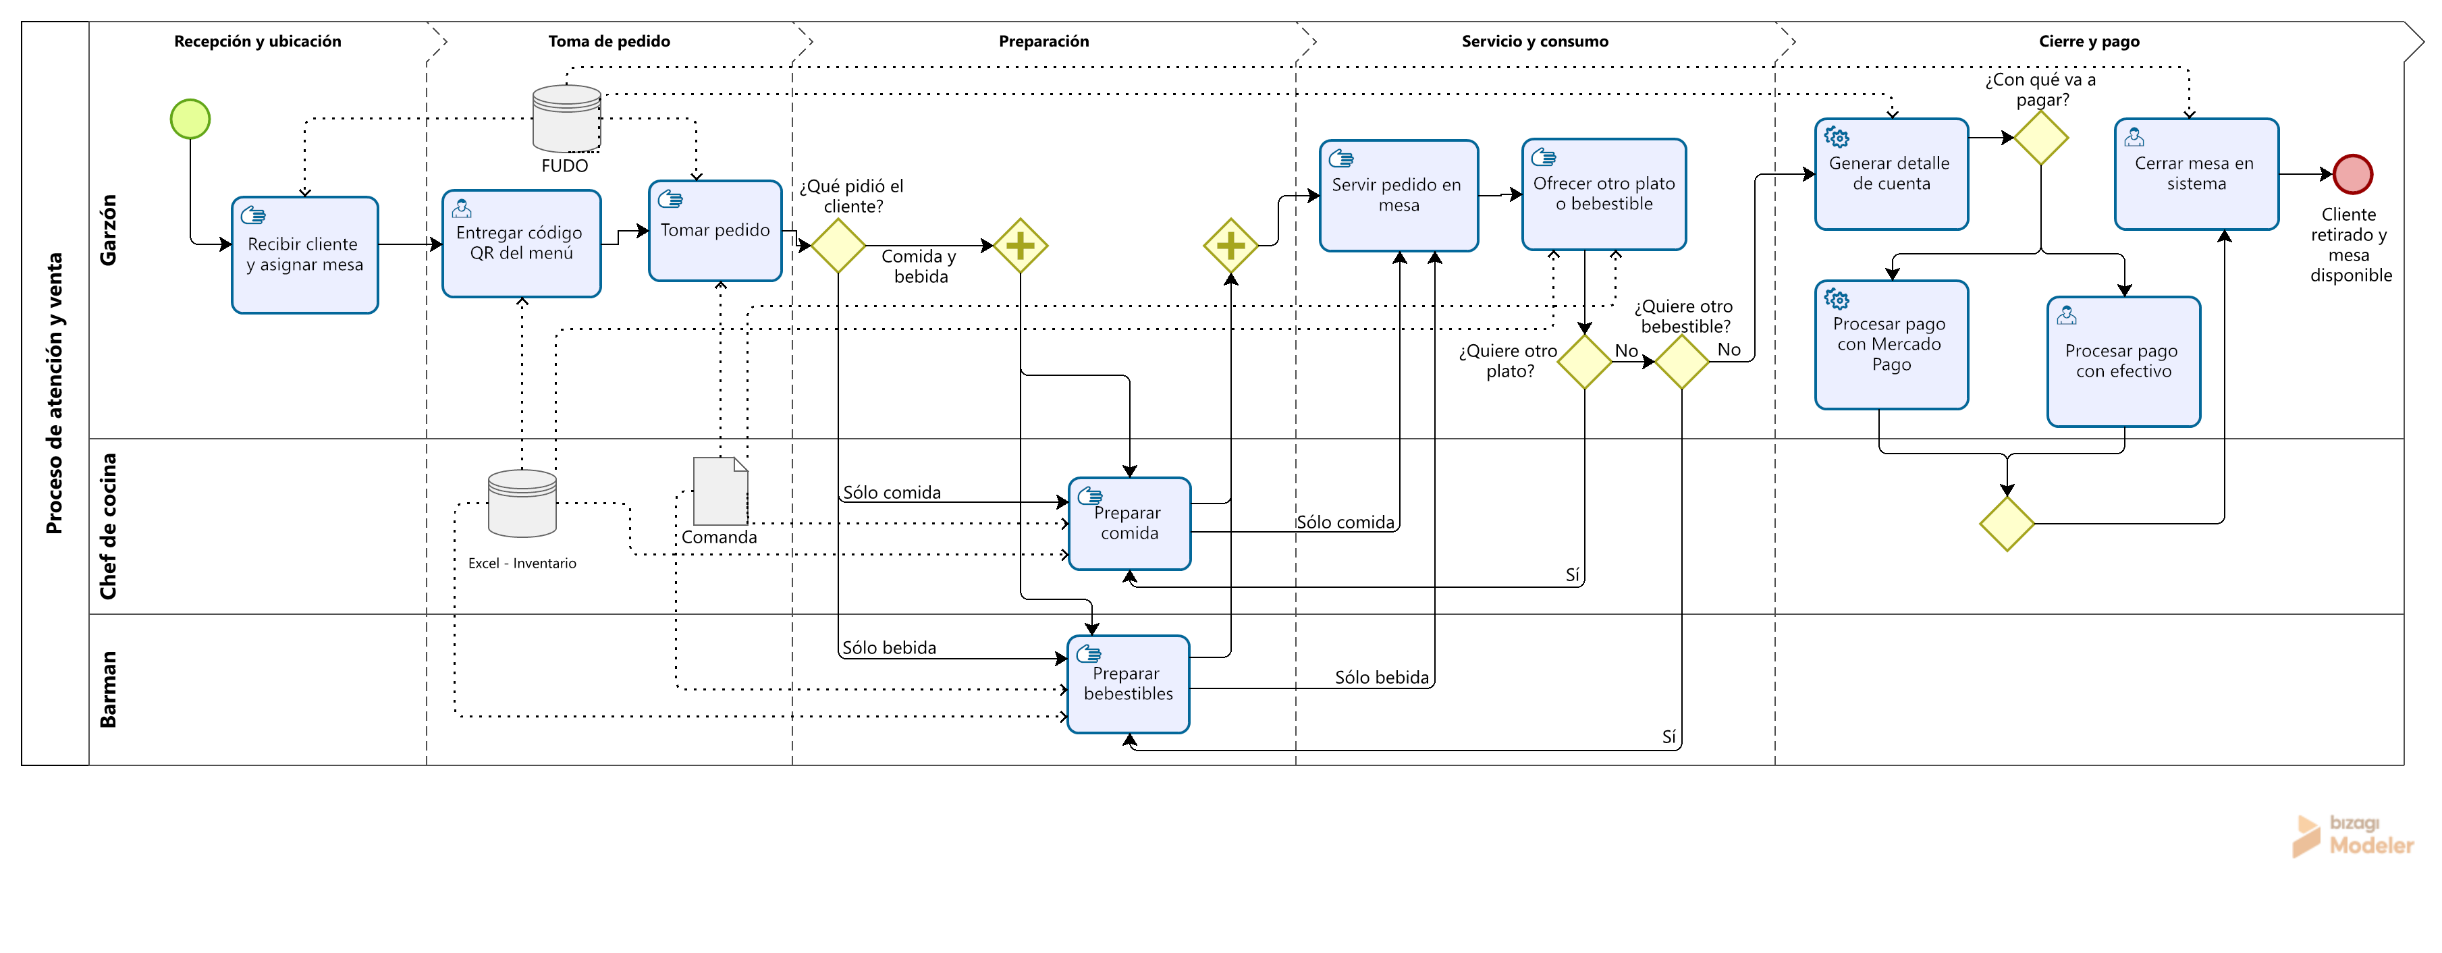 Recepción y ubicación
Toma de pedido
Preparación
Servicio y consumo
Cierre y pago
Proceso de atención y venta
Garzón
Chef de cocina
Barman
FUDO
Recibir cliente
y asignar mesa
Entregar código
QR del menú
Tomar pedido
¿Qué pidió el
cliente?
Comida y
bebida
Servir pedido en
mesa
Ofrecer otro plato
o bebestible
¿Quiere otro
plato?
No
¿Quiere otro
bebestible?
No
Generar detalle
de cuenta
¿Con qué va a
pagar?
Cerrar mesa en
sistema
Cliente
retirado y
mesa
disponible
Procesar pago
con Mercado
Pago
Procesar pago
con efectivo
Excel - Inventario
Comanda
Sólo comida
Preparar
comida
Sólo comida
Sí
Sólo bebida
Preparar
bebestibles
Sólo bebida
Sí
bizagi
Modeler